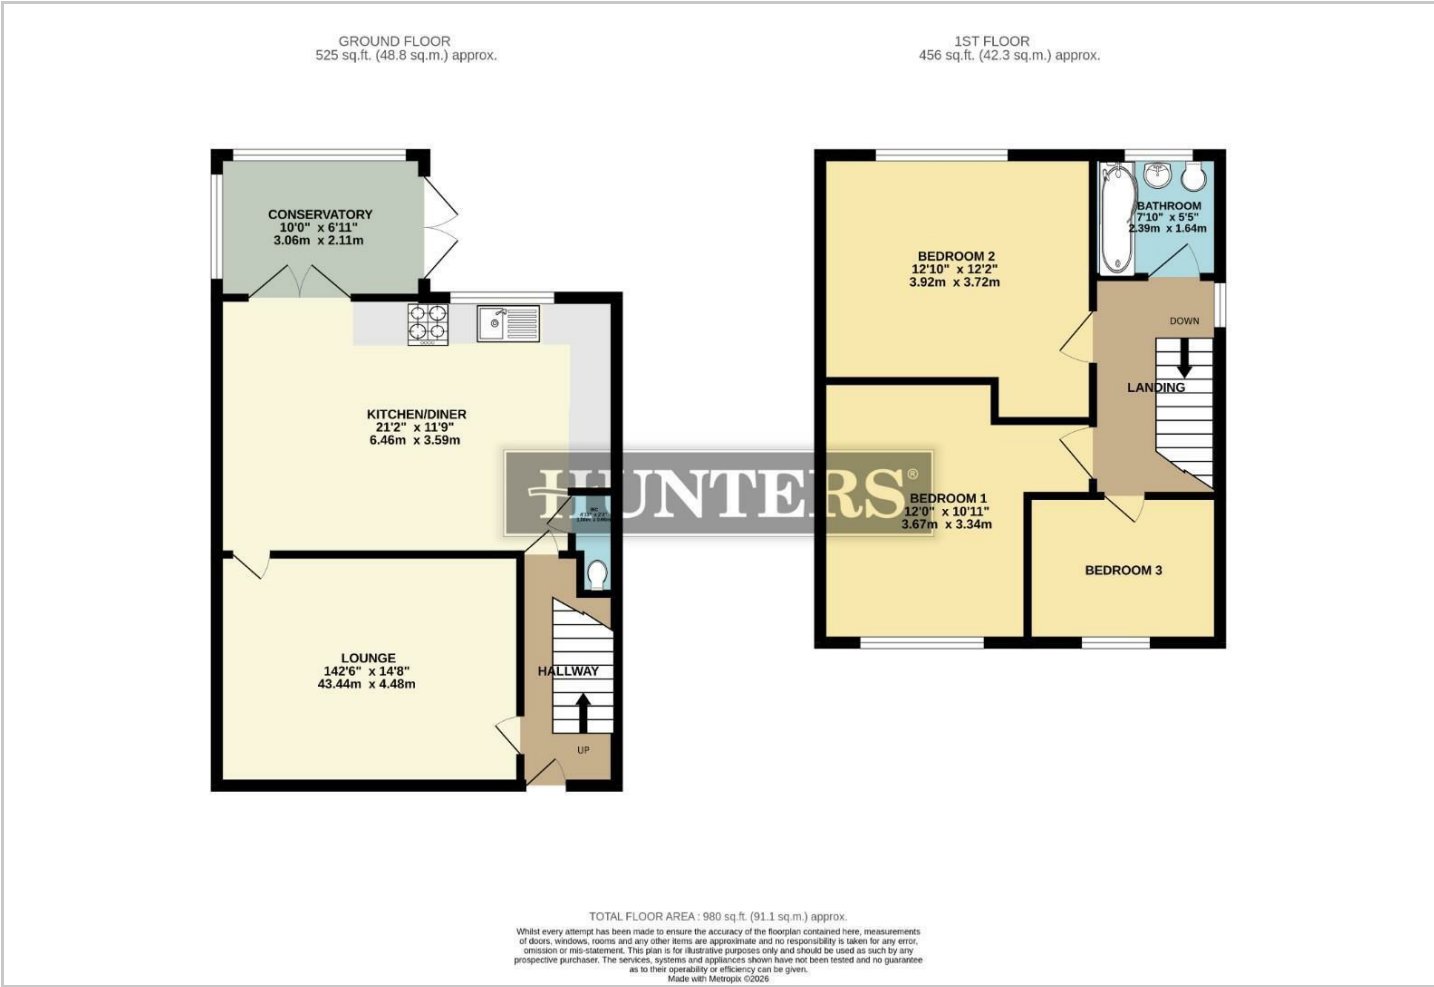 GROUND FLOOR
525 sq.ft. (48.8 sq.m.) approx.
1ST FLOOR
456 sq.ft. (42.3 sq.m.) approx.
CONSERVATORY
10'0" x 6'11"
3.06m x 2.11m
KITCHEN/DINER
21'2" x 11'9"
6.46m x 3.59m
WC
LOUNGE
142'6" x 14'8"
43.44m x 4.48m
HALLWAY
UP
BEDROOM 2
12'10" x 12'2"
3.92m x 3.72m
BATHROOM
7'10" x 5'5"
2.39m x 1.64m
DOWN
LANDING
HUNTERS®
BEDROOM 1
12'0" x 10'11"
3.67m x 3.34m
BEDROOM 3
TOTAL FLOOR AREA : 980 sq.ft. (91.1 sq.m.) approx.
Whilst every attempt has been made to ensure the accuracy of the floorplan contained here, measurements
of doors, windows, rooms and any other items are approximate and no responsibility is taken for any error,
omission or mis-statement. This plan is for illustrative purposes only and should be used as such by any
prospective purchaser. The services, systems and appliances shown have not been tested and no guarantee
as to their operability or efficiency can be given.
Made with Metropix ©2026